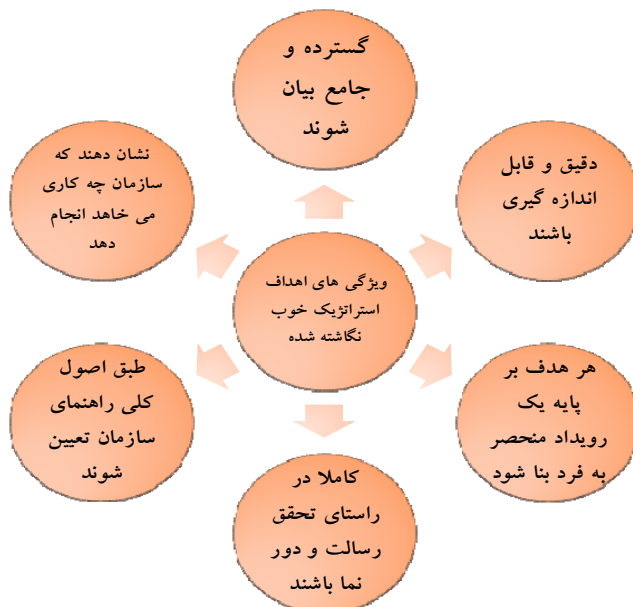 گسترده و
جامع بیان
شوند
دقیق و قابل
اندازه گیری
باشند
هر هدف بر
پایه یک
رویداد منحصر
به فرد بنا شود
کاملا در
راستای تحقق
رسالت و دور
نما باشند
طبق اصول
کلی راهنمای
سازمان تعیین
شوند
نشان دهند که
سازمان چه کاری
می خاهد انجام
دهد
ویژگی های اهداف
استراتژیک خوب
نگاشته شده